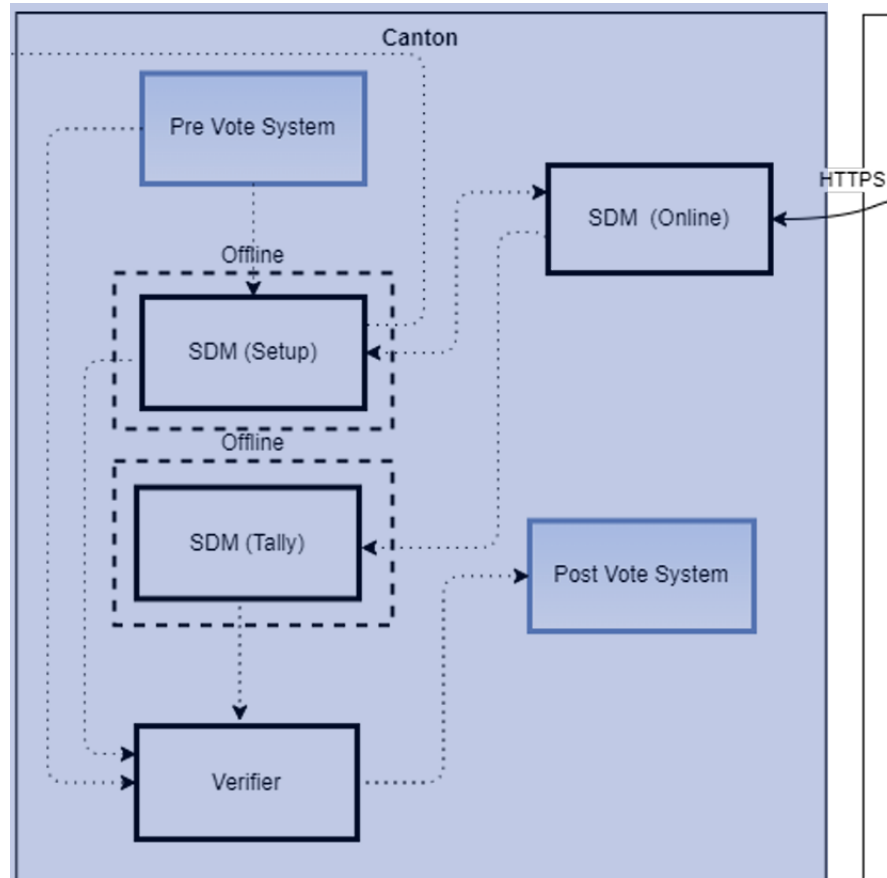 Canton
Pre Vote System
HTTPS
SDM (Online)
Offline
SDM (Setup)
Offline
SDM (Tally)
Post Vote System
Verifier